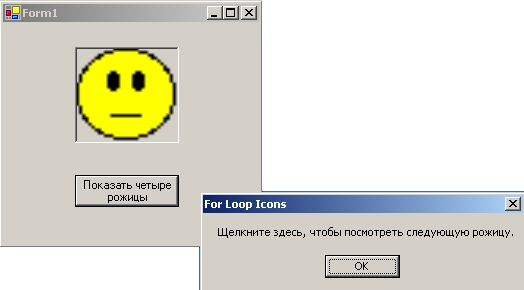 Form1
Показать четыре
рожицы
For Loop Icons
Щелкните здесь, чтобы посмотреть следующую рожицу.
OK